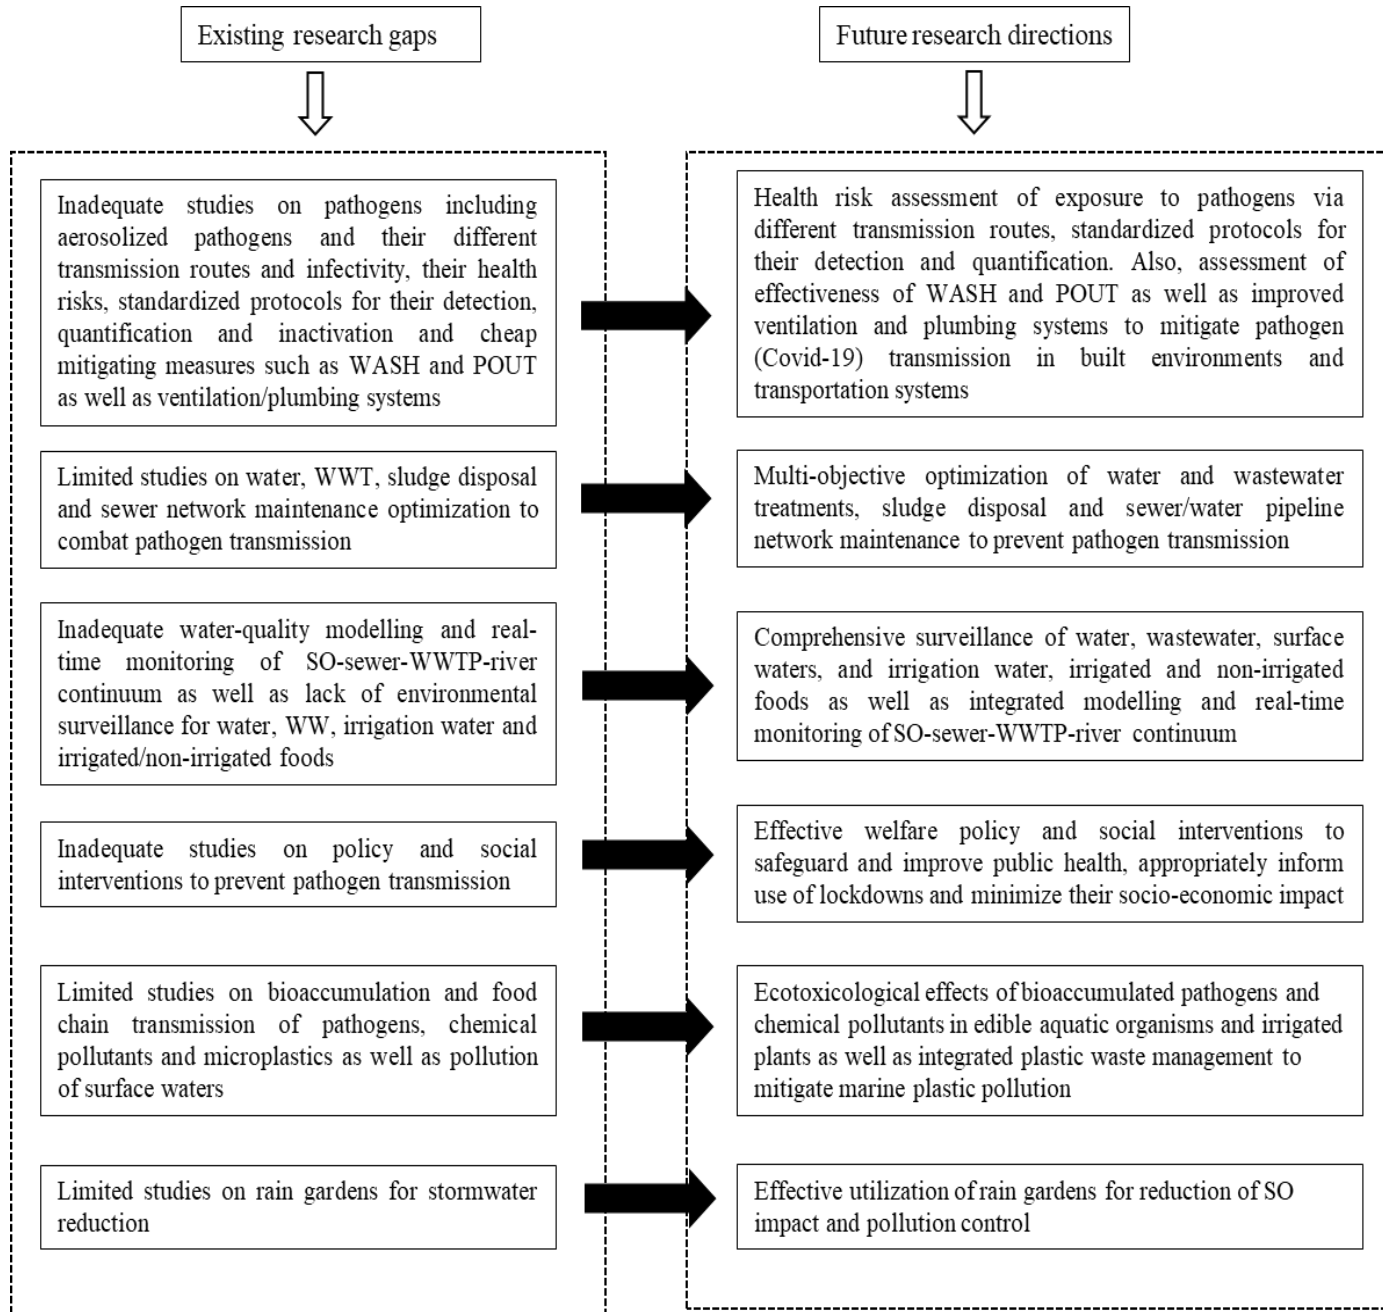 Existing research gaps
Future research directions
Inadequate studies on pathogens including
aerosolized pathogens and their different
transmission routes and infectivity, their health
risks, standardized protocols for their detection,
quantification and inactivation and cheap
mitigating measures such as WASH and POUT
as well as ventilation/plumbing systems
Health risk assessment of exposure to pathogens via
different transmission routes, standardized protocols for
their detection and quantification. Also, assessment of
effectiveness of WASH and POUT as well as improved
ventilation and plumbing systems to mitigate pathogen
(Covid-19) transmission in built environments and
transportation systems
Limited studies on water, WWT, sludge disposal
and sewer network maintenance optimization to
combat pathogen transmission
Multi-objective optimization of water and wastewater
treatments, sludge disposal and sewer/water pipeline
network maintenance to prevent pathogen transmission
Inadequate water-quality modelling and real-
time monitoring of SO-sewer-WWTP-river
continuum as well as lack of environmental
surveillance for water, WW, irrigation water and
irrigated/non-irrigated foods
Comprehensive surveillance of water, wastewater, surface
waters, and irrigation water, irrigated and non-irrigated
foods as well as integrated modelling and real-time
monitoring of SO-sewer-WWTP-river continuum
Inadequate studies on policy and social
interventions to prevent pathogen transmission
Effective welfare policy and social interventions to
safeguard and improve public health, appropriately inform
use of lockdowns and minimize their socio-economic impact
Limited studies on bioaccumulation and food
chain transmission of pathogens, chemical
pollutants and microplastics as well as pollution
of surface waters
Ecotoxicological effects of bioaccumulated pathogens and
chemical pollutants in edible aquatic organisms and irrigated
plants as well as integrated plastic waste management to
mitigate marine plastic pollution
Limited studies on rain gardens for stormwater
reduction
Effective utilization of rain gardens for reduction of SO
impact and pollution control